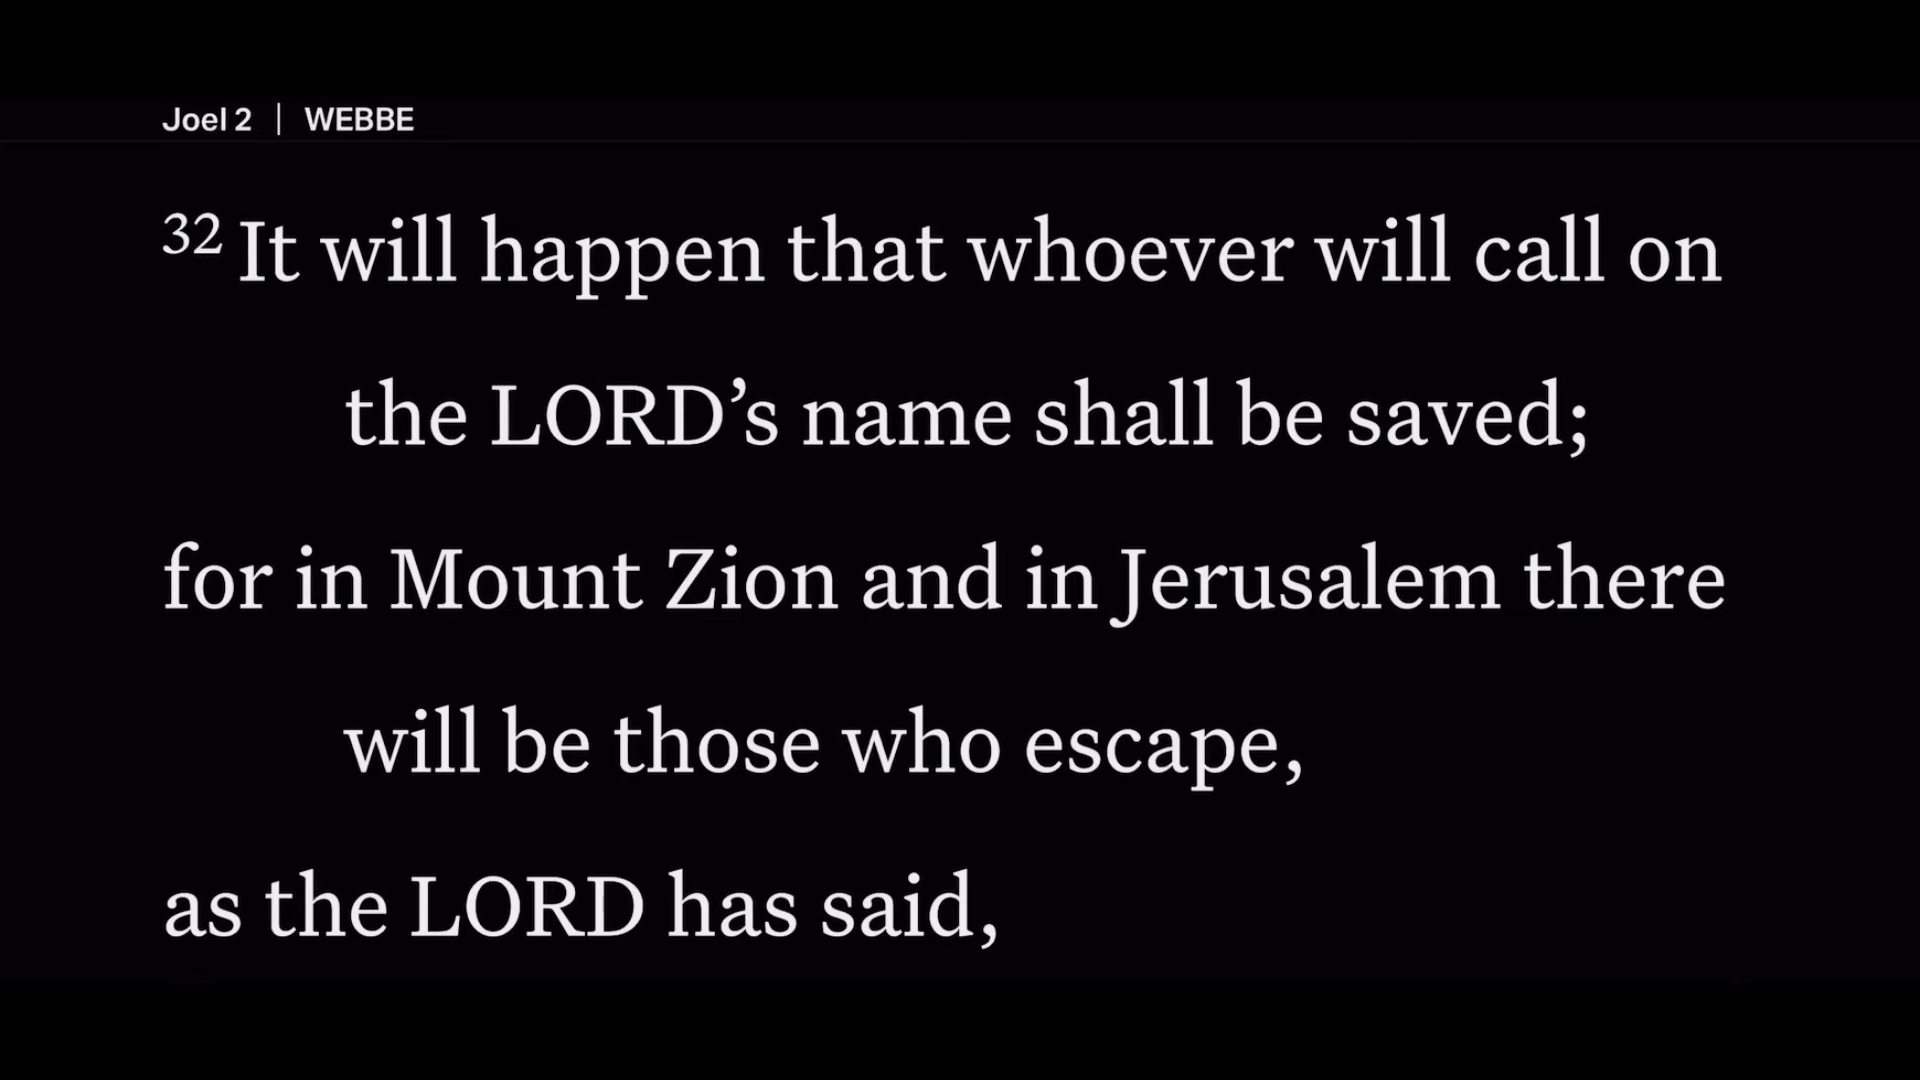 Joel 2 | WEBBE
32 It will happen that whoever will call on
the LORD’s name shall be saved;
for in Mount Zion and in Jerusalem there
will be those who escape,
as the LORD has said,